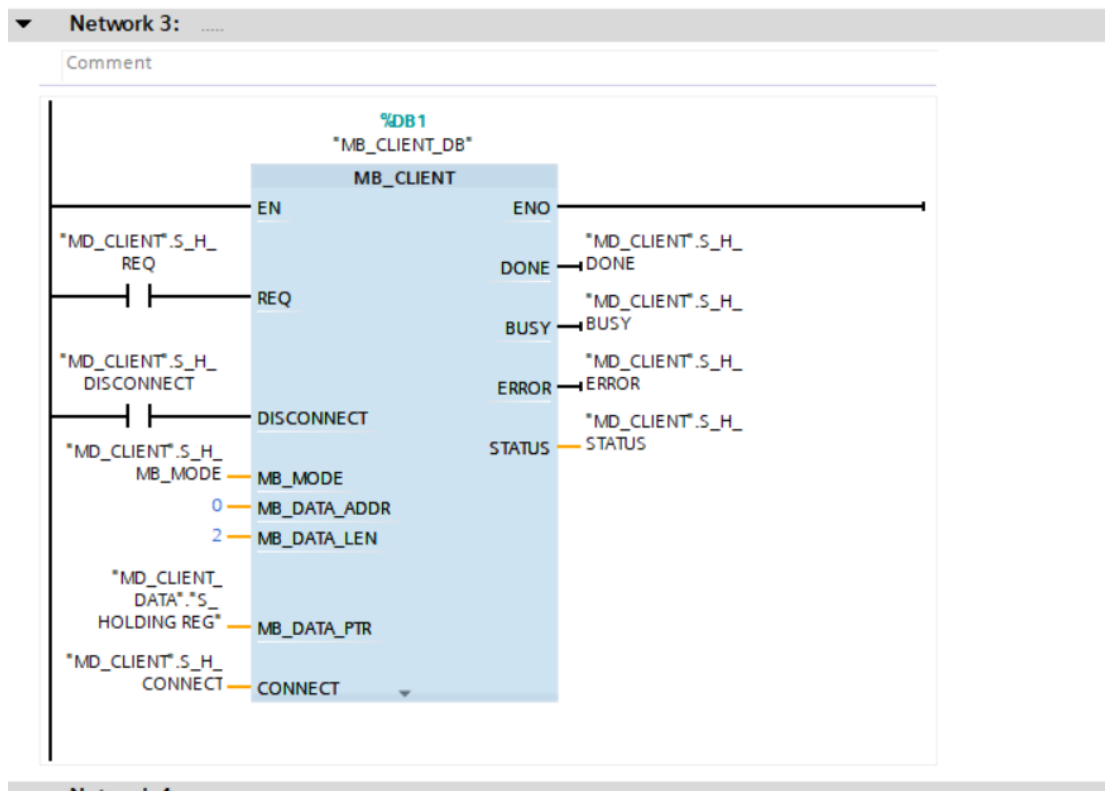 Network 3: .....
Comment
%DB1
"MB_CLIENT_DB"
MB_CLIENT
EN ENO
"MD_CLIENT".S_H_
REQ
REQ
"MD_CLIENT".S_H_
DONE
DONE
"MD_CLIENT".S_H_
BUSY
BUSY
"MD_CLIENT".S_H_
DISCONNECT
DISCONNECT
"MD_CLIENT".S_H_
ERROR
ERROR
"MD_CLIENT".S_H_
STATUS
STATUS
"MD_CLIENT".S_H_
MB_MODE
MB_MODE
0 MB_DATA_ADDR
2 MB_DATA_LEN
"MD_CLIENT_
DATA"."S_
HOLDING REG"
MB_DATA_PTR
"MD_CLIENT".S_H_
CONNECT
CONNECT